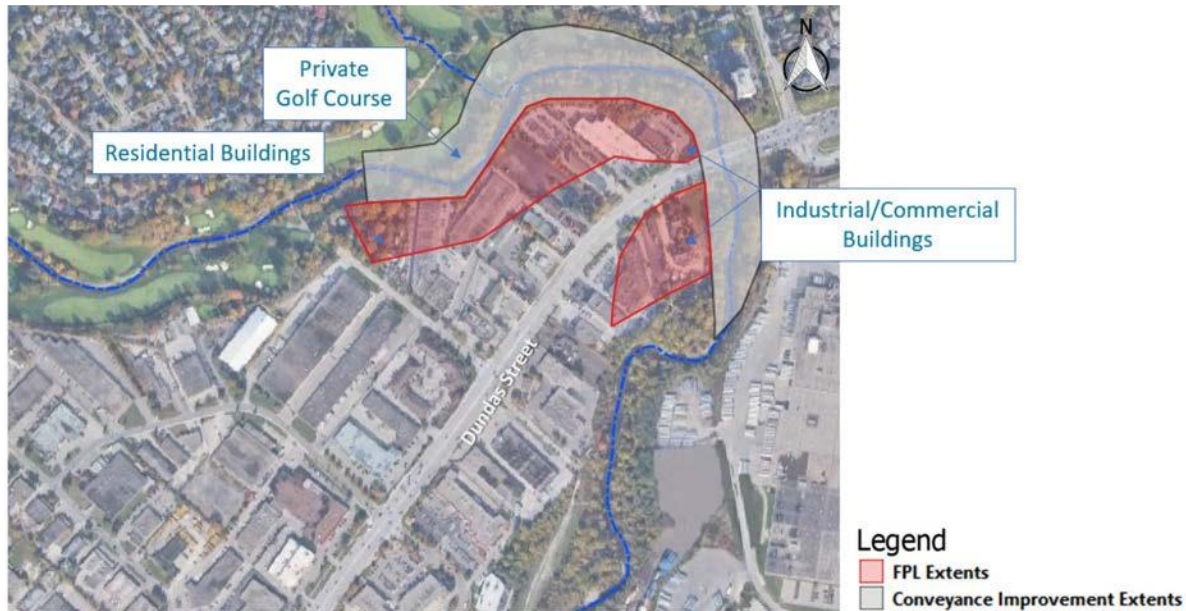 N
Private
Golf Course
Residential Buildings
Industrial/Commercial
Buildings
Dundas Street
Legend
FPL Extents
Conveyance Improvement Extents